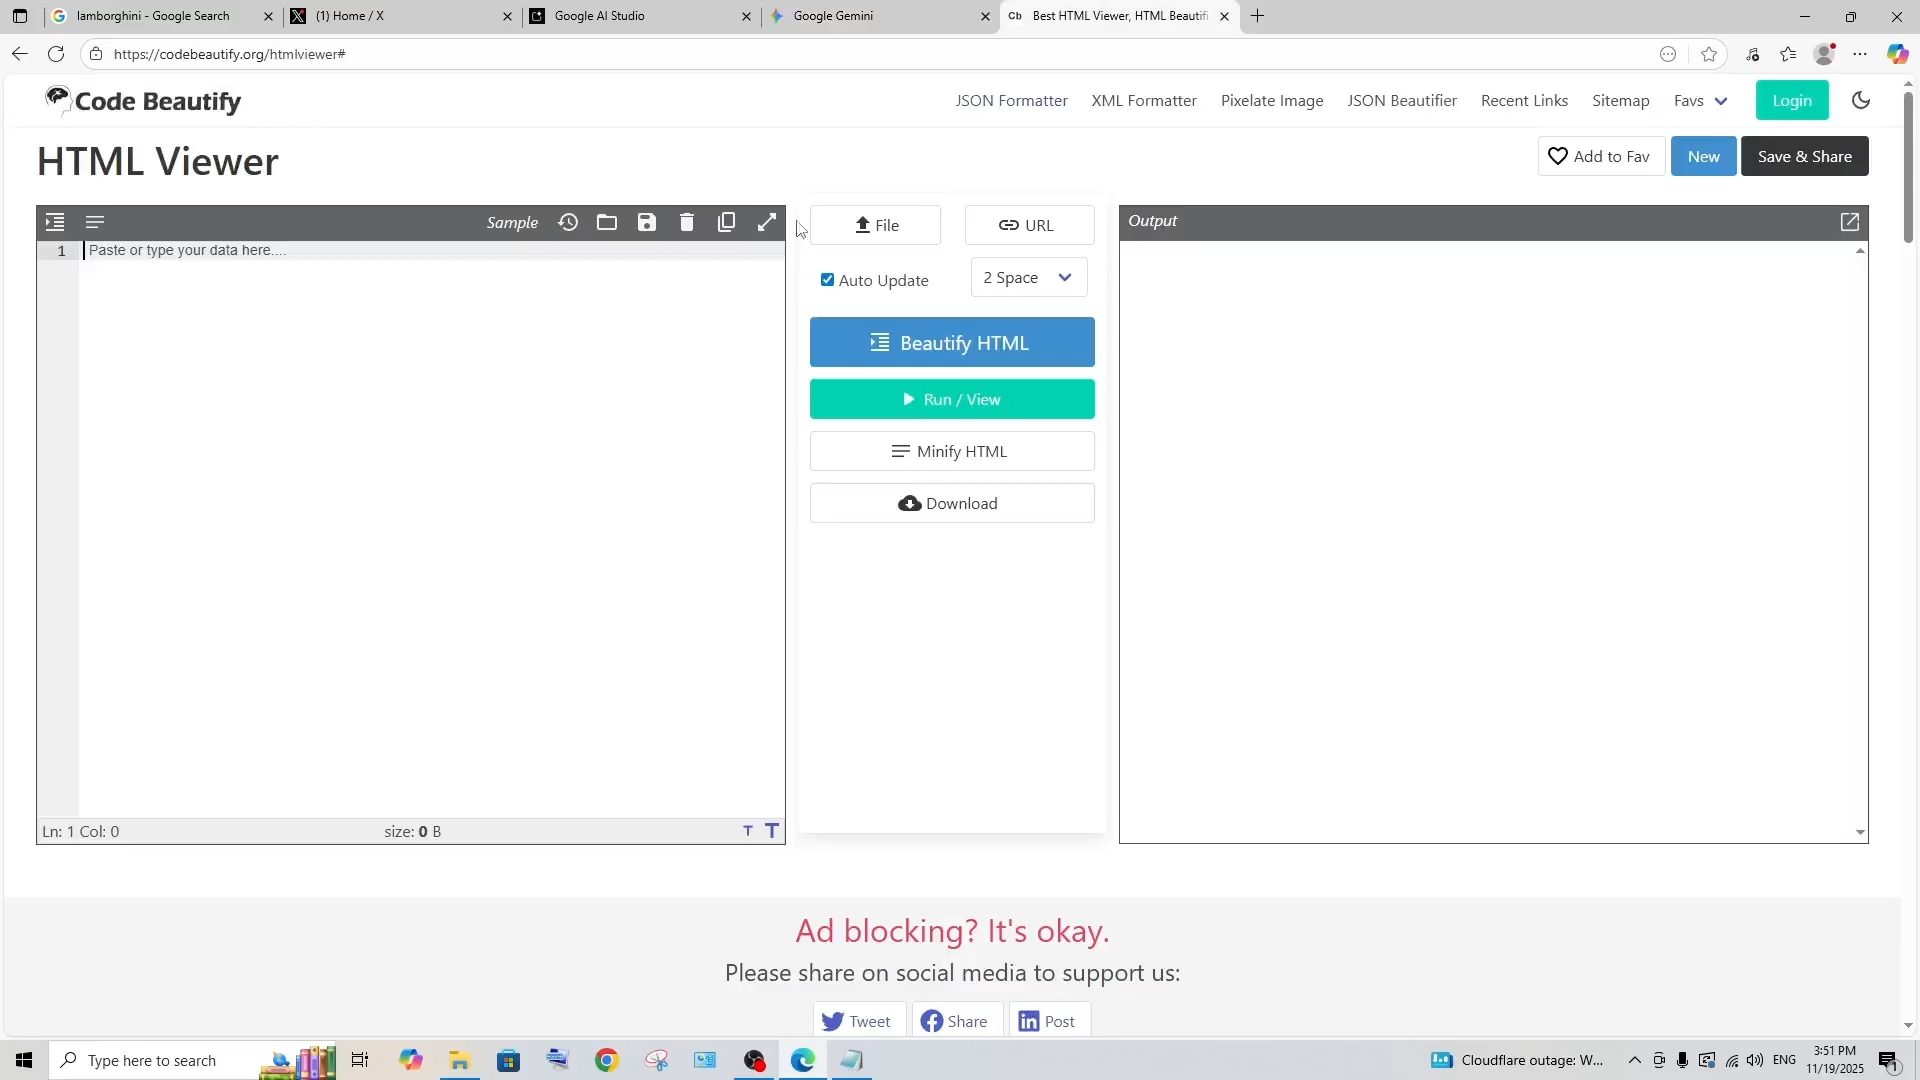 lamborghini - Google Search
(1) Home / X
Google AI Studio
Google Gemini
Cb Best HTML Viewer, HTML Beautifi
https://codebeautify.org/htmlviewer#
Code Beautify
JSON Formatter
XML Formatter
Pixelate Image
JSON Beautifier
Recent Links
Sitemap
Favs
Login
HTML Viewer
Add to Fav
New
Save & Share
Sample
File
URL
Output
1
Paste or type your data here....
Auto Update
2 Space
Beautify HTML
Run / View
Minify HTML
Download
Ln: 1 Col: 0
size: 0 B
T T
Ad blocking? It's okay.
Please share on social media to support us:
Tweet
Share
Post
Type here to search
Cloudflare outage: W...
ENG
3:51 PM
11/19/2025
1